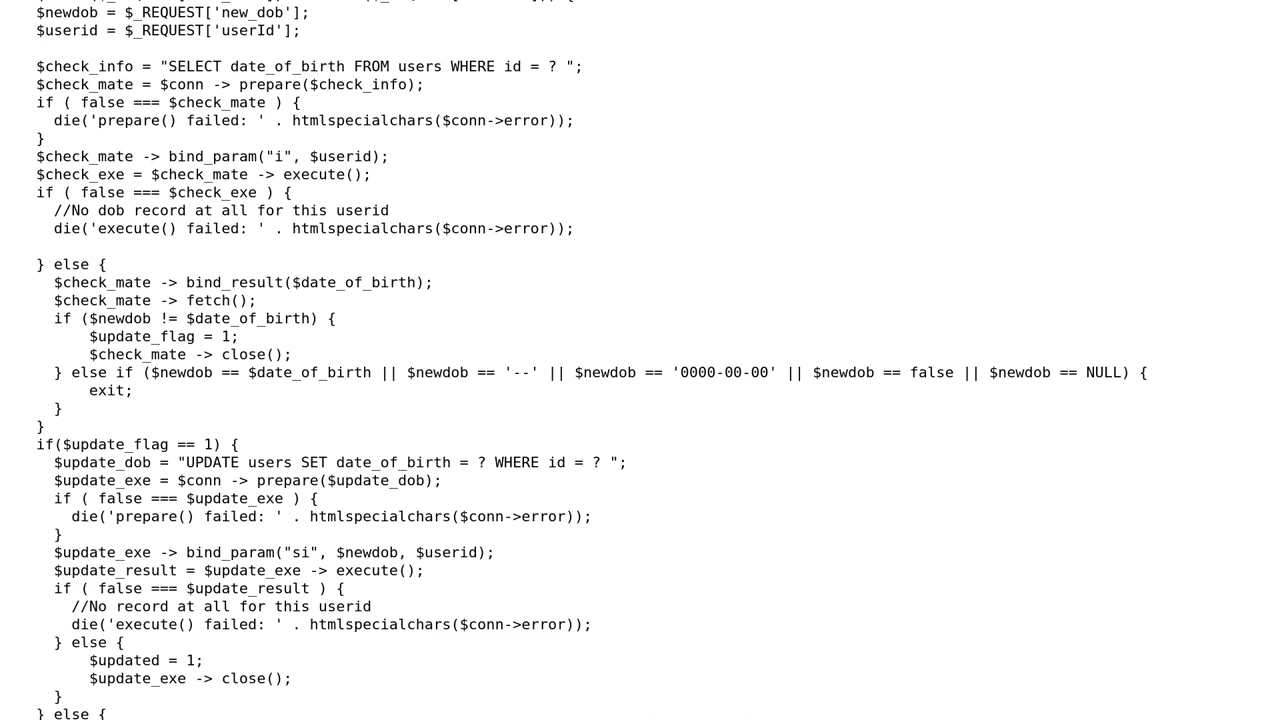 $newdob = $_REQUEST['new_dob'];
$userid = $_REQUEST['userId'];
$check_info = "SELECT date_of_birth FROM users WHERE id = ? ";
$check_mate = $conn -> prepare($check_info);
if ( false === $check_mate ) {
die('prepare() failed: ' . htmlspecialchars($conn->error));
}
$check_mate -> bind_param("i", $userid);
$check_exe = $check_mate -> execute();
if ( false === $check_exe ) {
//No dob record at all for this userid
die('execute() failed: ' . htmlspecialchars($conn->error));
} else {
$check_mate -> bind_result($date_of_birth);
$check_mate -> fetch();
if ($newdob != $date_of_birth) {
$update_flag = 1;
$check_mate -> close();
} else if ($newdob == $date_of_birth || $newdob == '--' || $newdob == '0000-00-00' || $newdob == false || $newdob == NULL) {
exit;
}
}
if($update_flag == 1) {
$update_dob = "UPDATE users SET date_of_birth = ? WHERE id = ? ";
$update_exe = $conn -> prepare($update_dob);
if ( false === $update_exe ) {
die('prepare() failed: ' . htmlspecialchars($conn->error));
}
$update_exe -> bind_param("si", $newdob, $userid);
$update_result = $update_exe -> execute();
if ( false === $update_result ) {
//No record at all for this userid
die('execute() failed: ' . htmlspecialchars($conn->error));
} else {
$updated = 1;
$update_exe -> close();
}
} else {